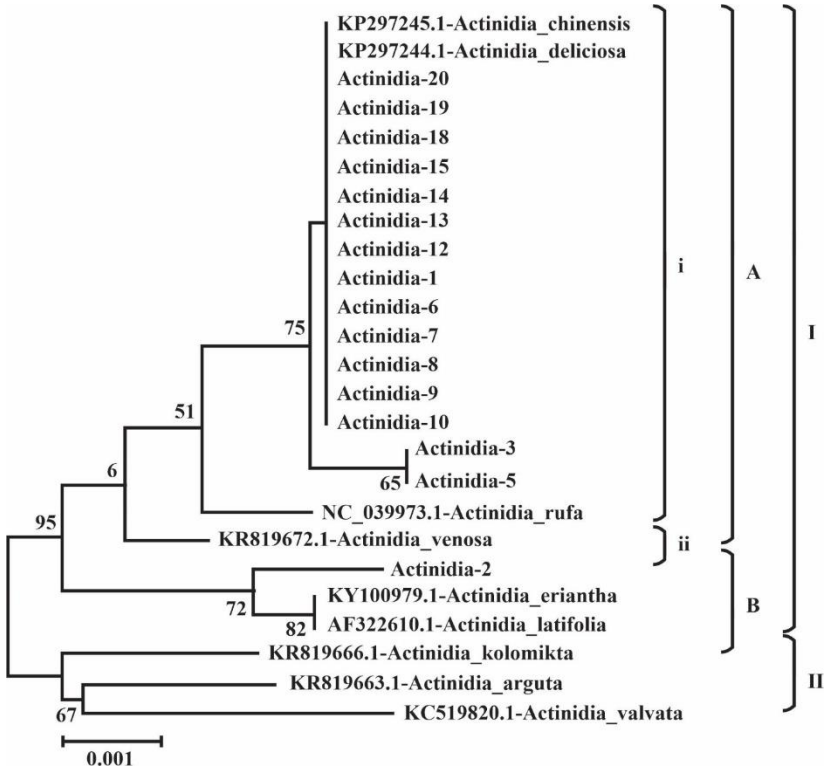 KP297245.1-Actinidia_chinensis
KP297244.1-Actinidia_deliciosa
Actinidia-20
Actinidia-19
Actinidia-18
Actinidia-15
Actinidia-14
Actinidia-13
Actinidia-12
Actinidia-1
Actinidia-6
Actinidia-7
Actinidia-8
Actinidia-9
Actinidia-10
Actinidia-3
Actinidia-5
NC_039973.1-Actinidia_rufa
KR819672.1-Actinidia_venosa
Actinidia-2
KY100979.1-Actinidia_eriantha
AF322610.1-Actinidia_latifolia
KR819666.1-Actinidia_kolomikta
KR819663.1-Actinidia_arguta
KC519820.1-Actinidia_valvata
75
51
65
6
95
72
82
67
i
ii
A
B
I
II
0.001